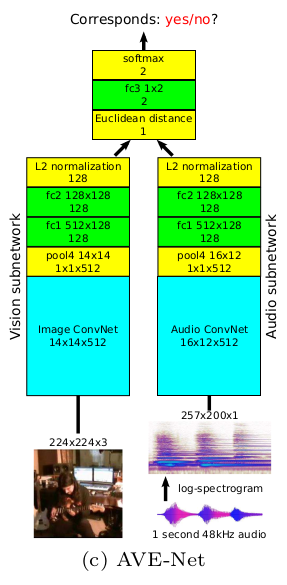 Corresponds: yes/no?
softmax
2
fc3 1x2
2
Euclidean distance
1
L2 normalization
128
fc2 128x128
128
fc1 512x128
128
pool4 14x14
1x1x512
Image ConvNet
14x14x512
Vision subnetwork
224x224x3
L2 normalization
128
fc2 128x128
128
fc1 512x128
128
pool4 16x12
1x1x512
Audio ConvNet
16x12x512
Audio subnetwork
257x200x1
log-spectrogram
1 second 48kHz audio
(c) AVE-Net